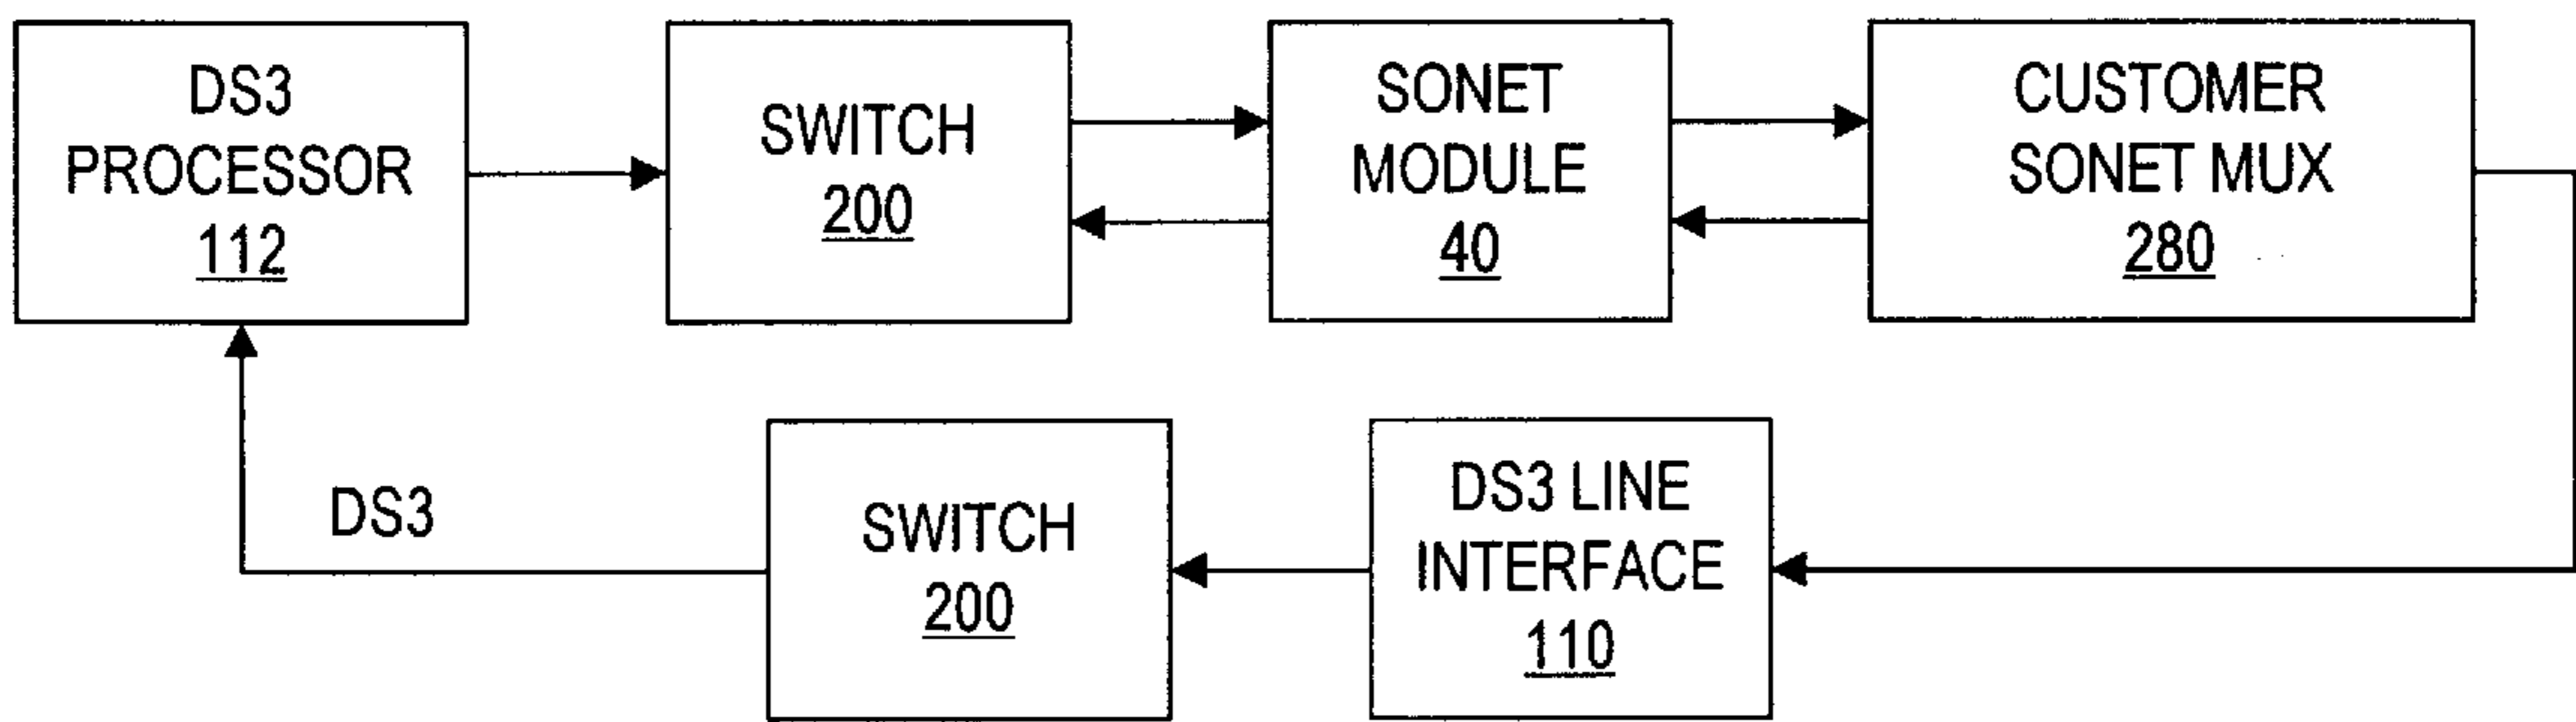 DS3
PROCESSOR
112
SWITCH
200
SONET
MODULE
40
CUSTOMER
SONET MUX
280
DS3
SWITCH
200
DS3 LINE
INTERFACE
110